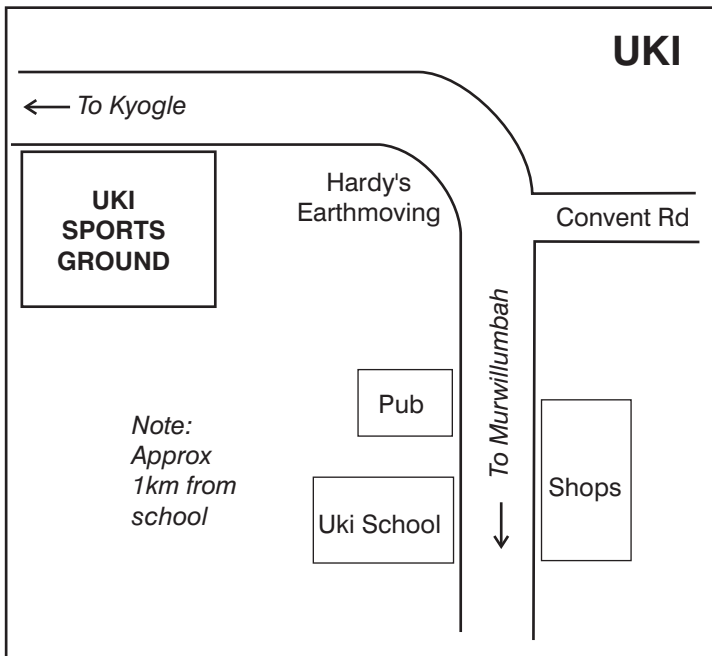 UKI
To Kyogle
UKI
SPORTS
GROUND
Hardy's
Earthmoving
Convent Rd
To Murwillumbah
Pub
Note:
Approx
1km from
school
Uki School
Shops